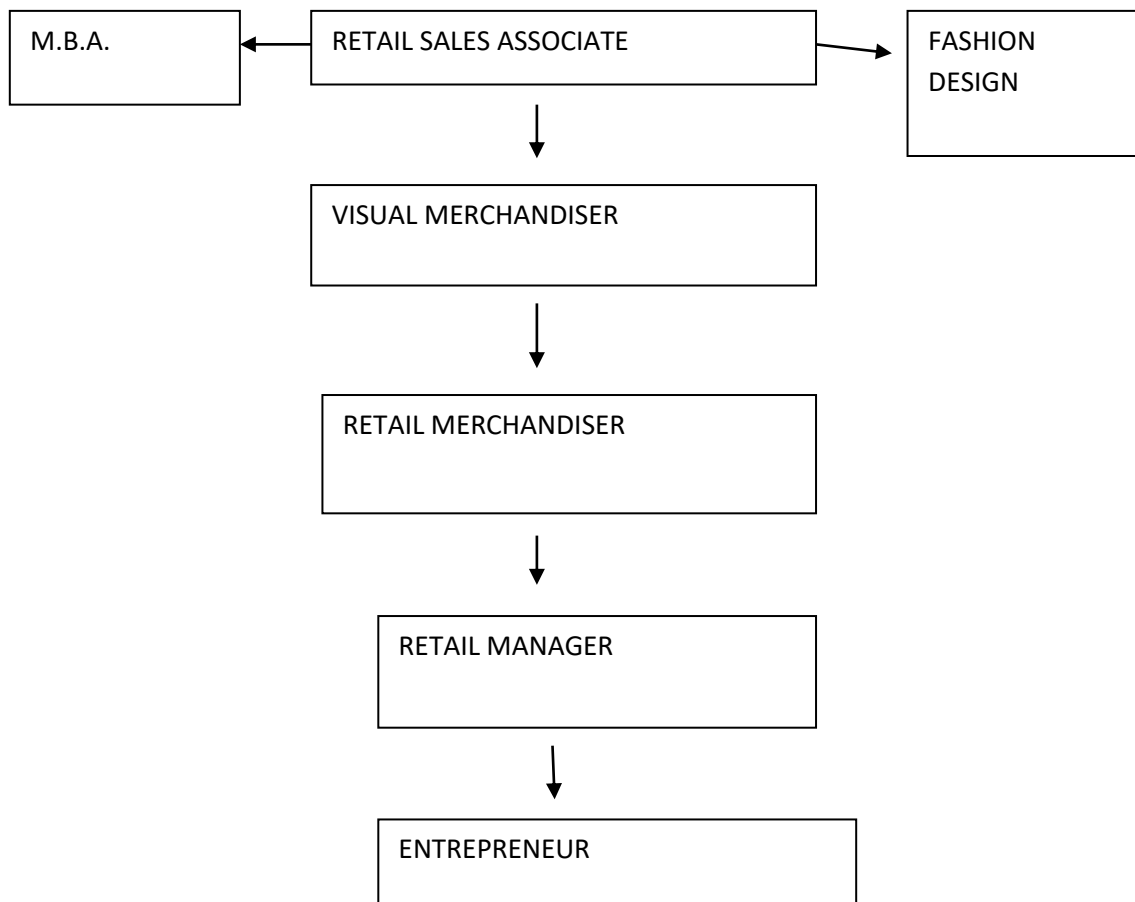 M.B.A.
RETAIL SALES ASSOCIATE
FASHION
DESIGN
VISUAL MERCHANDISER
RETAIL MERCHANDISER
RETAIL MANAGER
ENTREPRENEUR